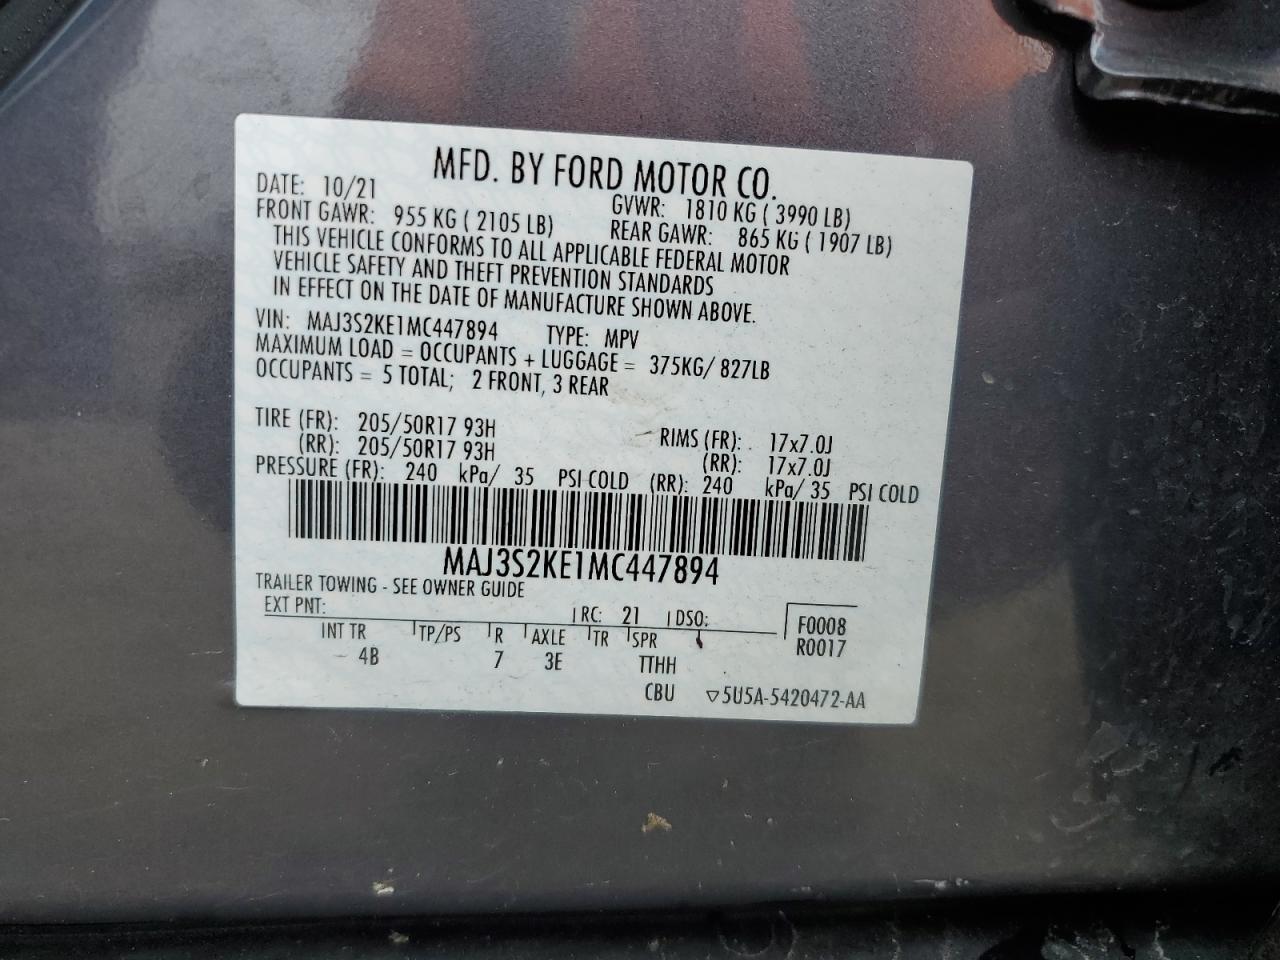 MFD. BY FORD MOTOR CO.
DATE: 10/21 GVWR: 1810 KG ( 3990 LB)
FRONT GAWR: 955 KG ( 2105 LB) REAR GAWR: 865 KG ( 1907 LB)
THIS VEHICLE CONFORMS TO ALL APPLICABLE FEDERAL MOTOR
VEHICLE SAFETY AND THEFT PREVENTION STANDARDS
IN EFFECT ON THE DATE OF MANUFACTURE SHOWN ABOVE.
VIN: MAJ3S2KE1MC447894 TYPE: MPV
MAXIMUM LOAD = OCCUPANTS + LUGGAGE = 375KG/ 827LB
OCCUPANTS = 5 TOTAL; 2 FRONT, 3 REAR
TIRE (FR): 205/50R17 93H RIMS (FR): 17x7.0J
(RR): 205/50R17 93H (RR): 17x7.0J
PRESSURE (FR): 240 kPa/ 35 PSI COLD (RR): 240 kPa/ 35 PSI COLD
MAJ3S2KE1MC447894
TRAILER TOWING - SEE OWNER GUIDE
EXT PNT: RC: 21 DSO: F0008
INT TR TP/PS R AXLE TR SPR R0017
4B 7 3E TTHH
CBU 5U5A-5420472-AA